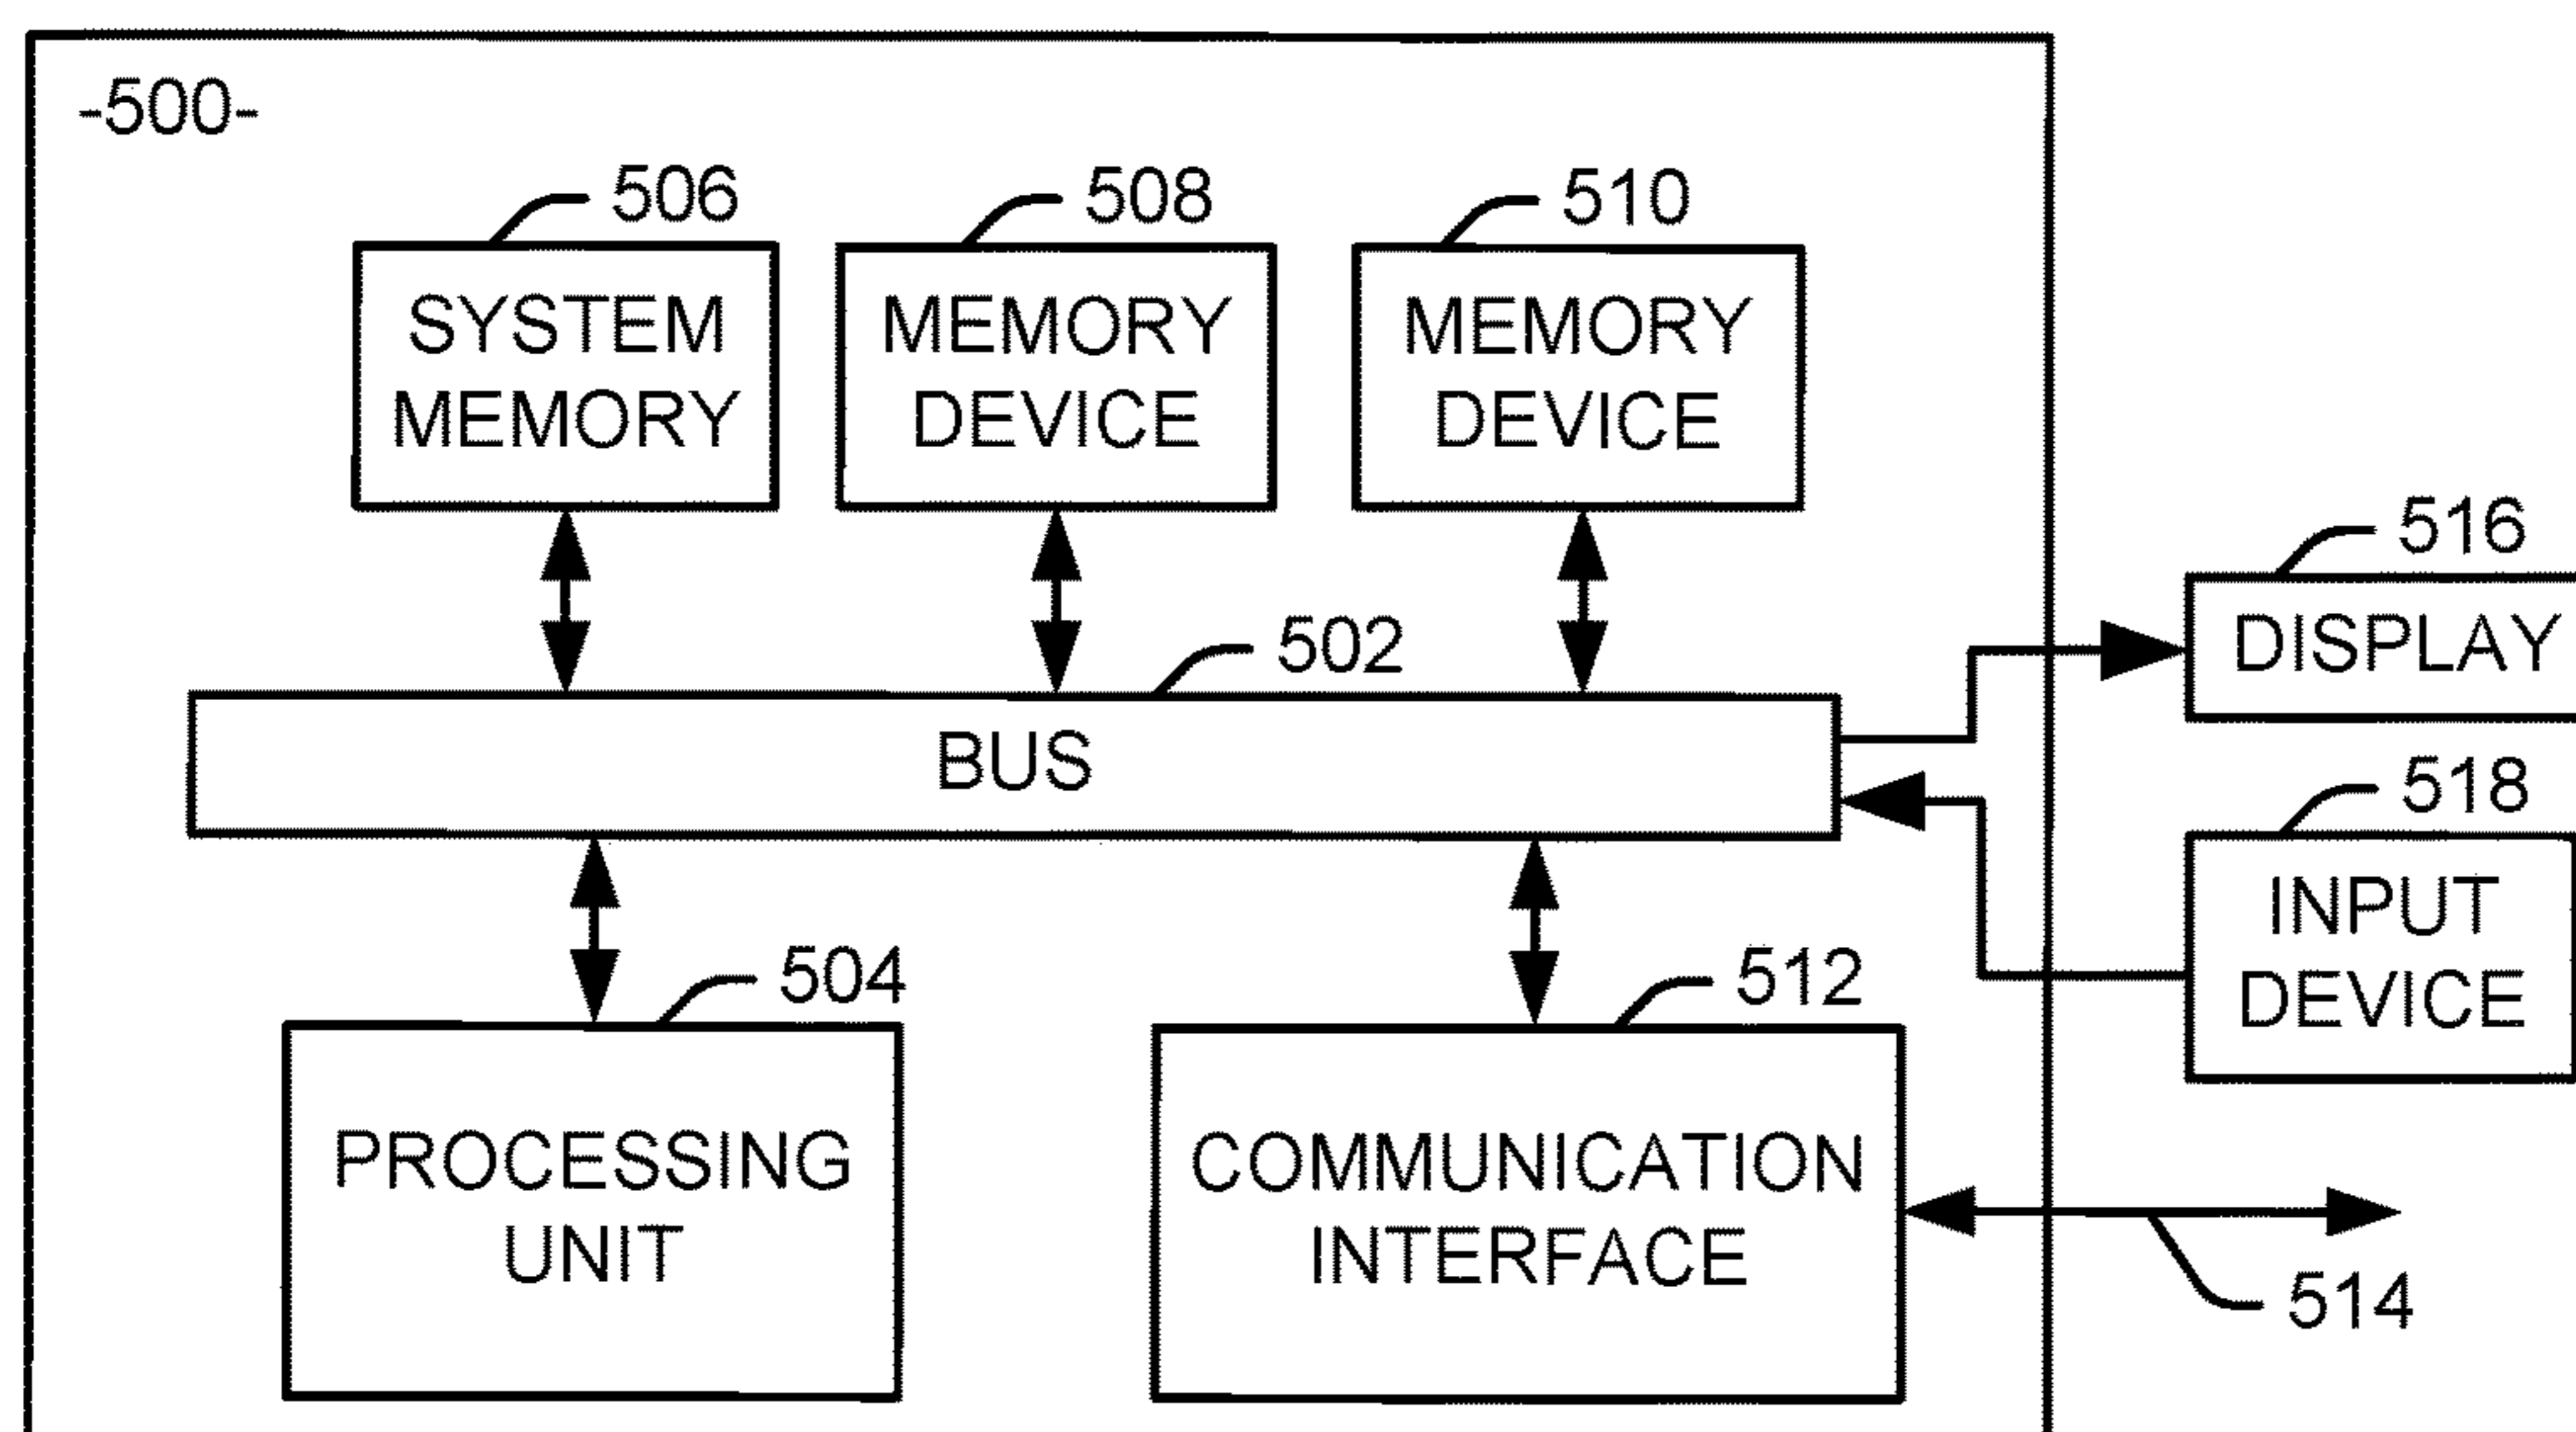 -500-
506
508
510
SYSTEM
MEMORY
MEMORY
DEVICE
MEMORY
DEVICE
516
DISPLAY
502
BUS
518
INPUT
DEVICE
504
512
PROCESSING
UNIT
COMMUNICATION
INTERFACE
514